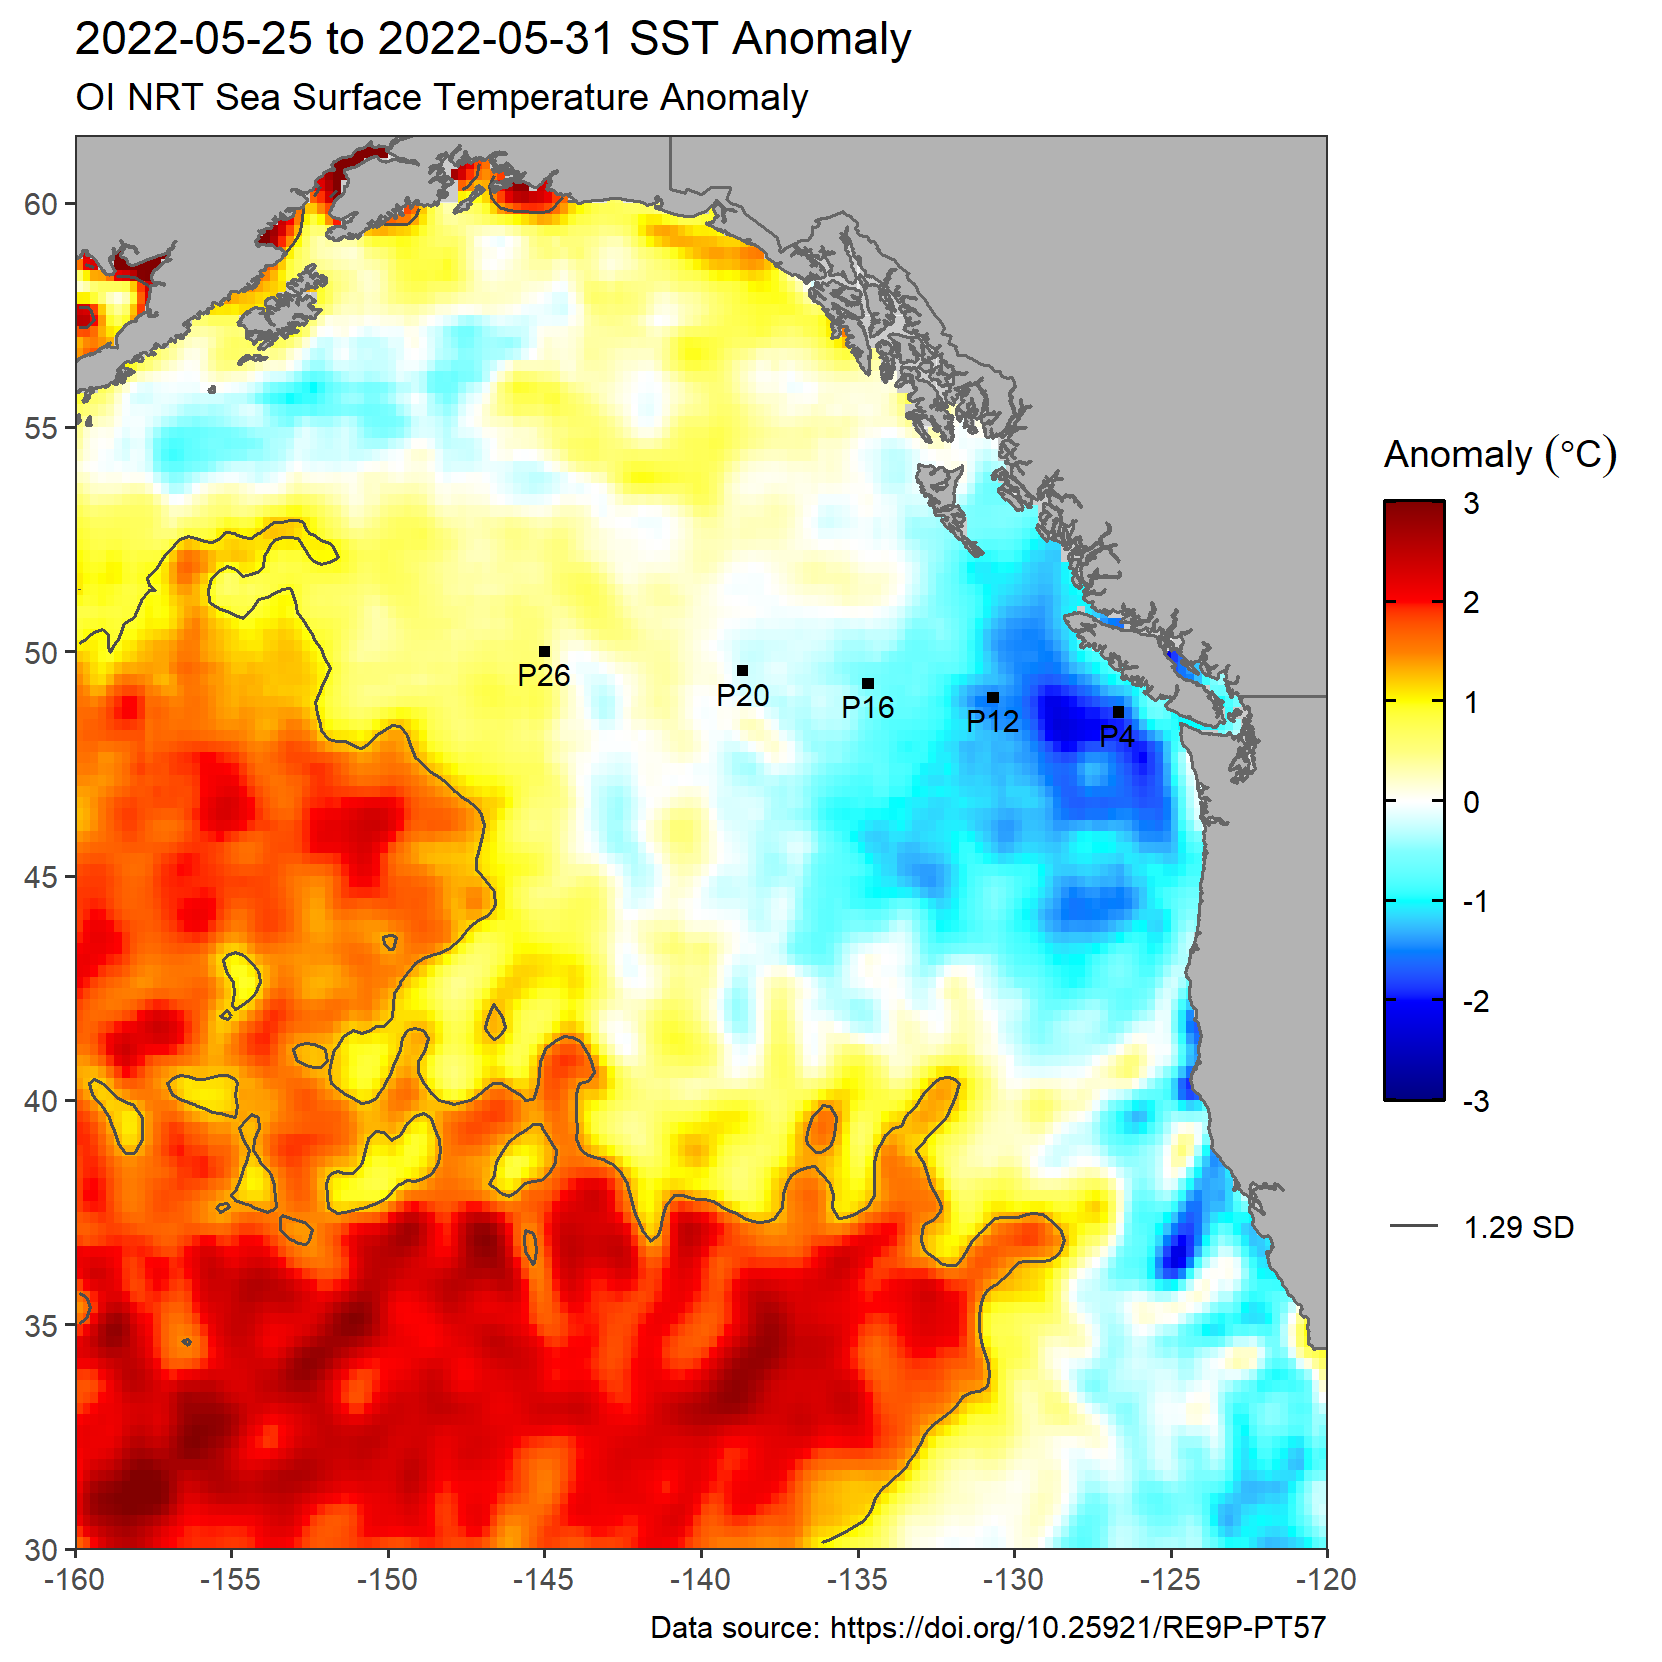 2022-05-25 to 2022-05-31 SST Anomaly
OI NRT Sea Surface Temperature Anomaly
60
55
50
45
40
35
30
-160
-155
-150
-145
-140
-135
-130
-125
-120
P26
P20
P16
P12
P4
Anomaly (°C)
3
2
1
0
-1
-2
-3
1.29 SD
Data source: https://doi.org/10.25921/RE9P-PT57